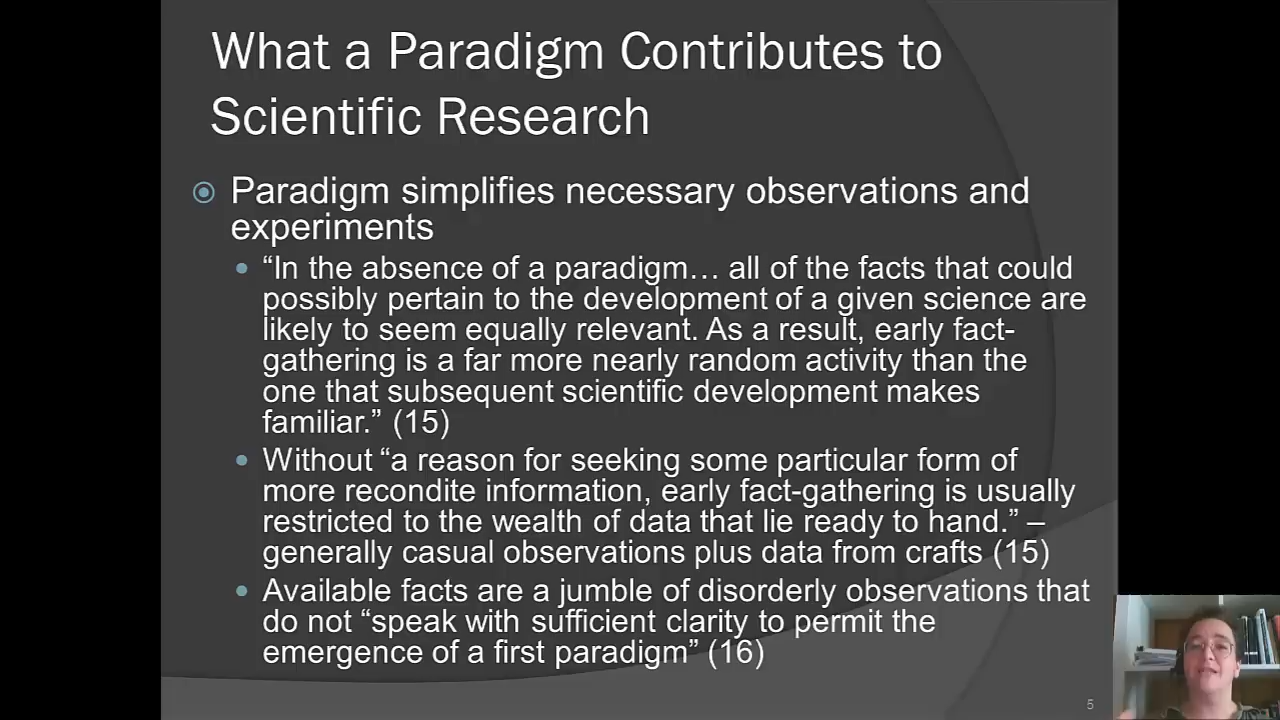 What a Paradigm Contributes to
Scientific Research
Paradigm simplifies necessary observations and
experiments
“In the absence of a paradigm… all of the facts that could
possibly pertain to the development of a given science are
likely to seem equally relevant. As a result, early fact-
gathering is a far more nearly random activity than the
one that subsequent scientific development makes
familiar.” (15)
Without “a reason for seeking some particular form of
more recondite information, early fact-gathering is usually
restricted to the wealth of data that lie ready to hand.” –
generally casual observations plus data from crafts (15)
Available facts are a jumble of disorderly observations that
do not “speak with sufficient clarity to permit the
emergence of a first paradigm” (16)
5